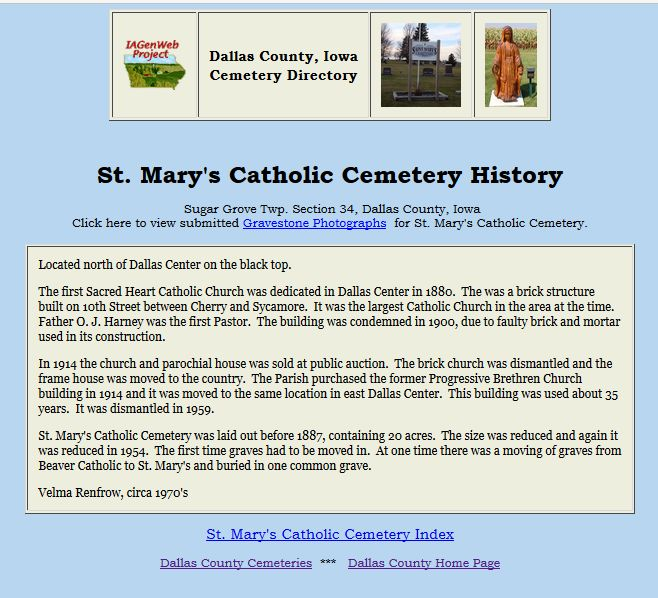 IAGenWeb
Project
Dallas County, Iowa
Cemetery Directory
St. Mary's Catholic Cemetery History
Sugar Grove Twp. Section 34, Dallas County, Iowa
Click here to view submitted Gravestone Photographs for St. Mary's Catholic Cemetery.
Located north of Dallas Center on the black top.
The first Sacred Heart Catholic Church was dedicated in Dallas Center in 1880. The was a brick structure
built on 10th Street between Cherry and Sycamore. It was the largest Catholic Church in the area at the time.
Father O. J. Harney was the first Pastor. The building was condemned in 1900, due to faulty brick and mortar
used in its construction.
In 1914 the church and parochial house was sold at public auction. The brick church was dismantled and the
frame house was moved to the country. The Parish purchased the former Progressive Brethren Church
building in 1914 and it was moved to the same location in east Dallas Center. This building was used about 35
years. It was dismantled in 1959.
St. Mary's Catholic Cemetery was laid out before 1887, containing 20 acres. The size was reduced and again it
was reduced in 1954. The first time graves had to be moved in. At one time there was a moving of graves from
Beaver Catholic to St. Mary's and buried in one common grave.
Velma Renfrow, circa 1970's
St. Mary's Catholic Cemetery Index
Dallas County Cemeteries *** Dallas County Home Page